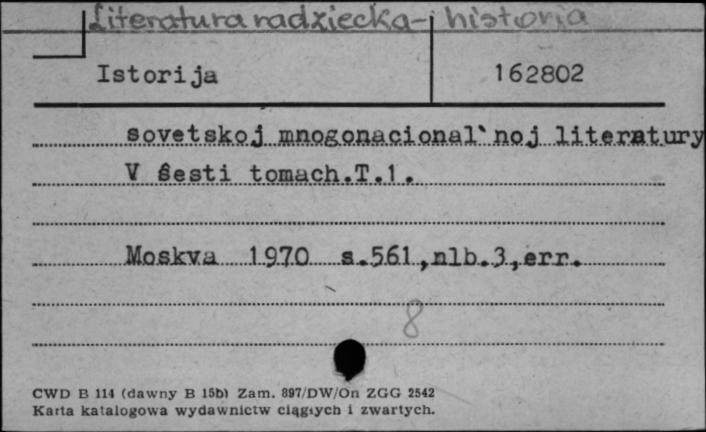 Literatura radziecka - historia
Istorija 162802
sovetskoj mnogonacional`noj literatury
V šesti tomach.T.1.
Moskva 1970 s.561,nlb.3,err.
8
CWD B 114 (dawny B 15b) Zam. 897/DW/On ZGG 2542
Karta katalogowa wydawnictw ciągłych i zwartych.